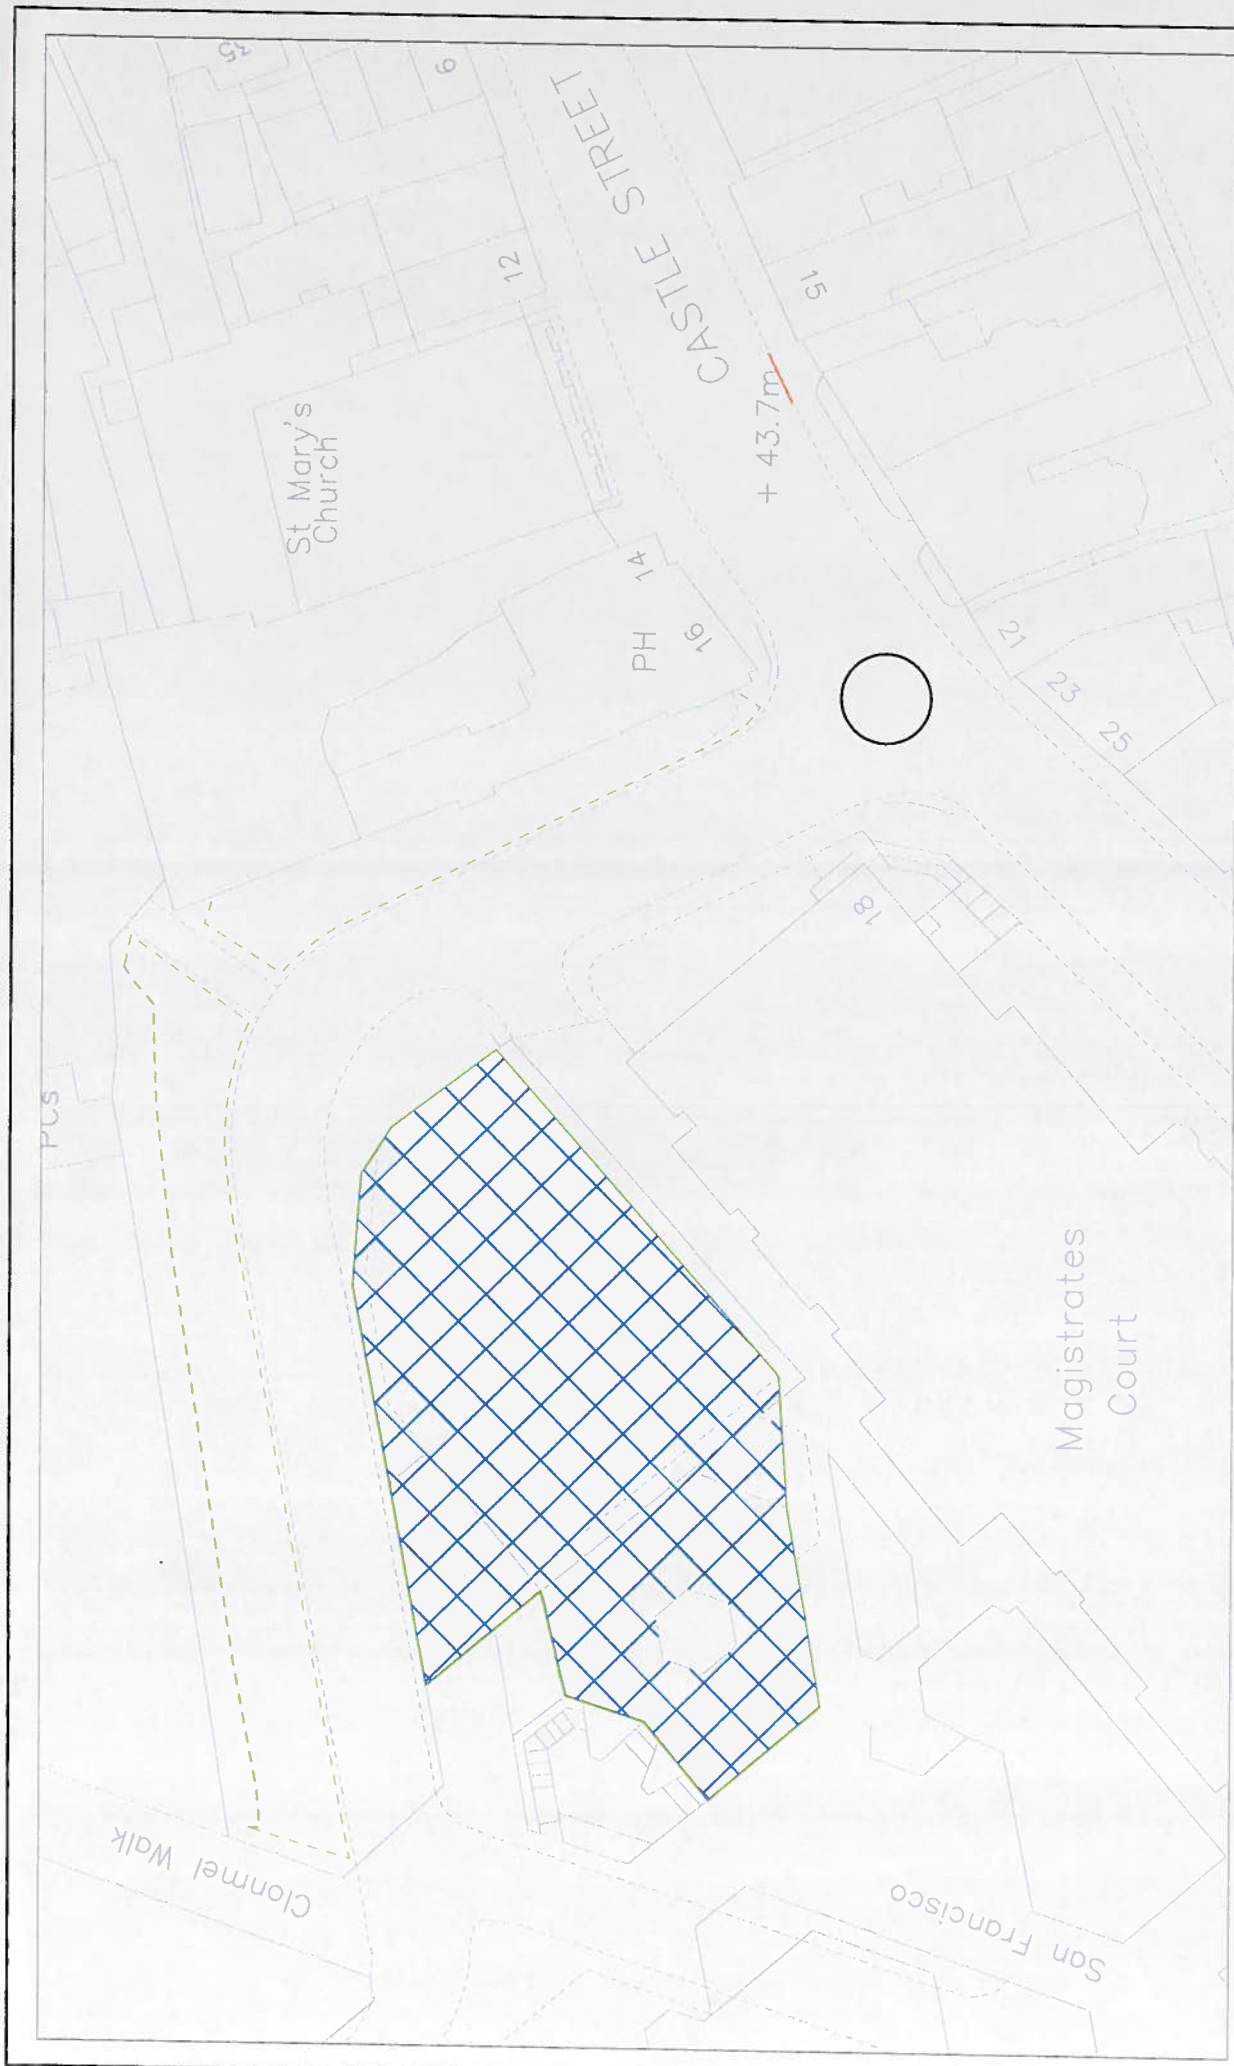 35
6
CASTLE STREET
12
15
+ 43.7m
St Mary's
Church
14
PH
16
21
23
25
18
PCs
Magistrates
Court
Clonmel Walk
San Francisco